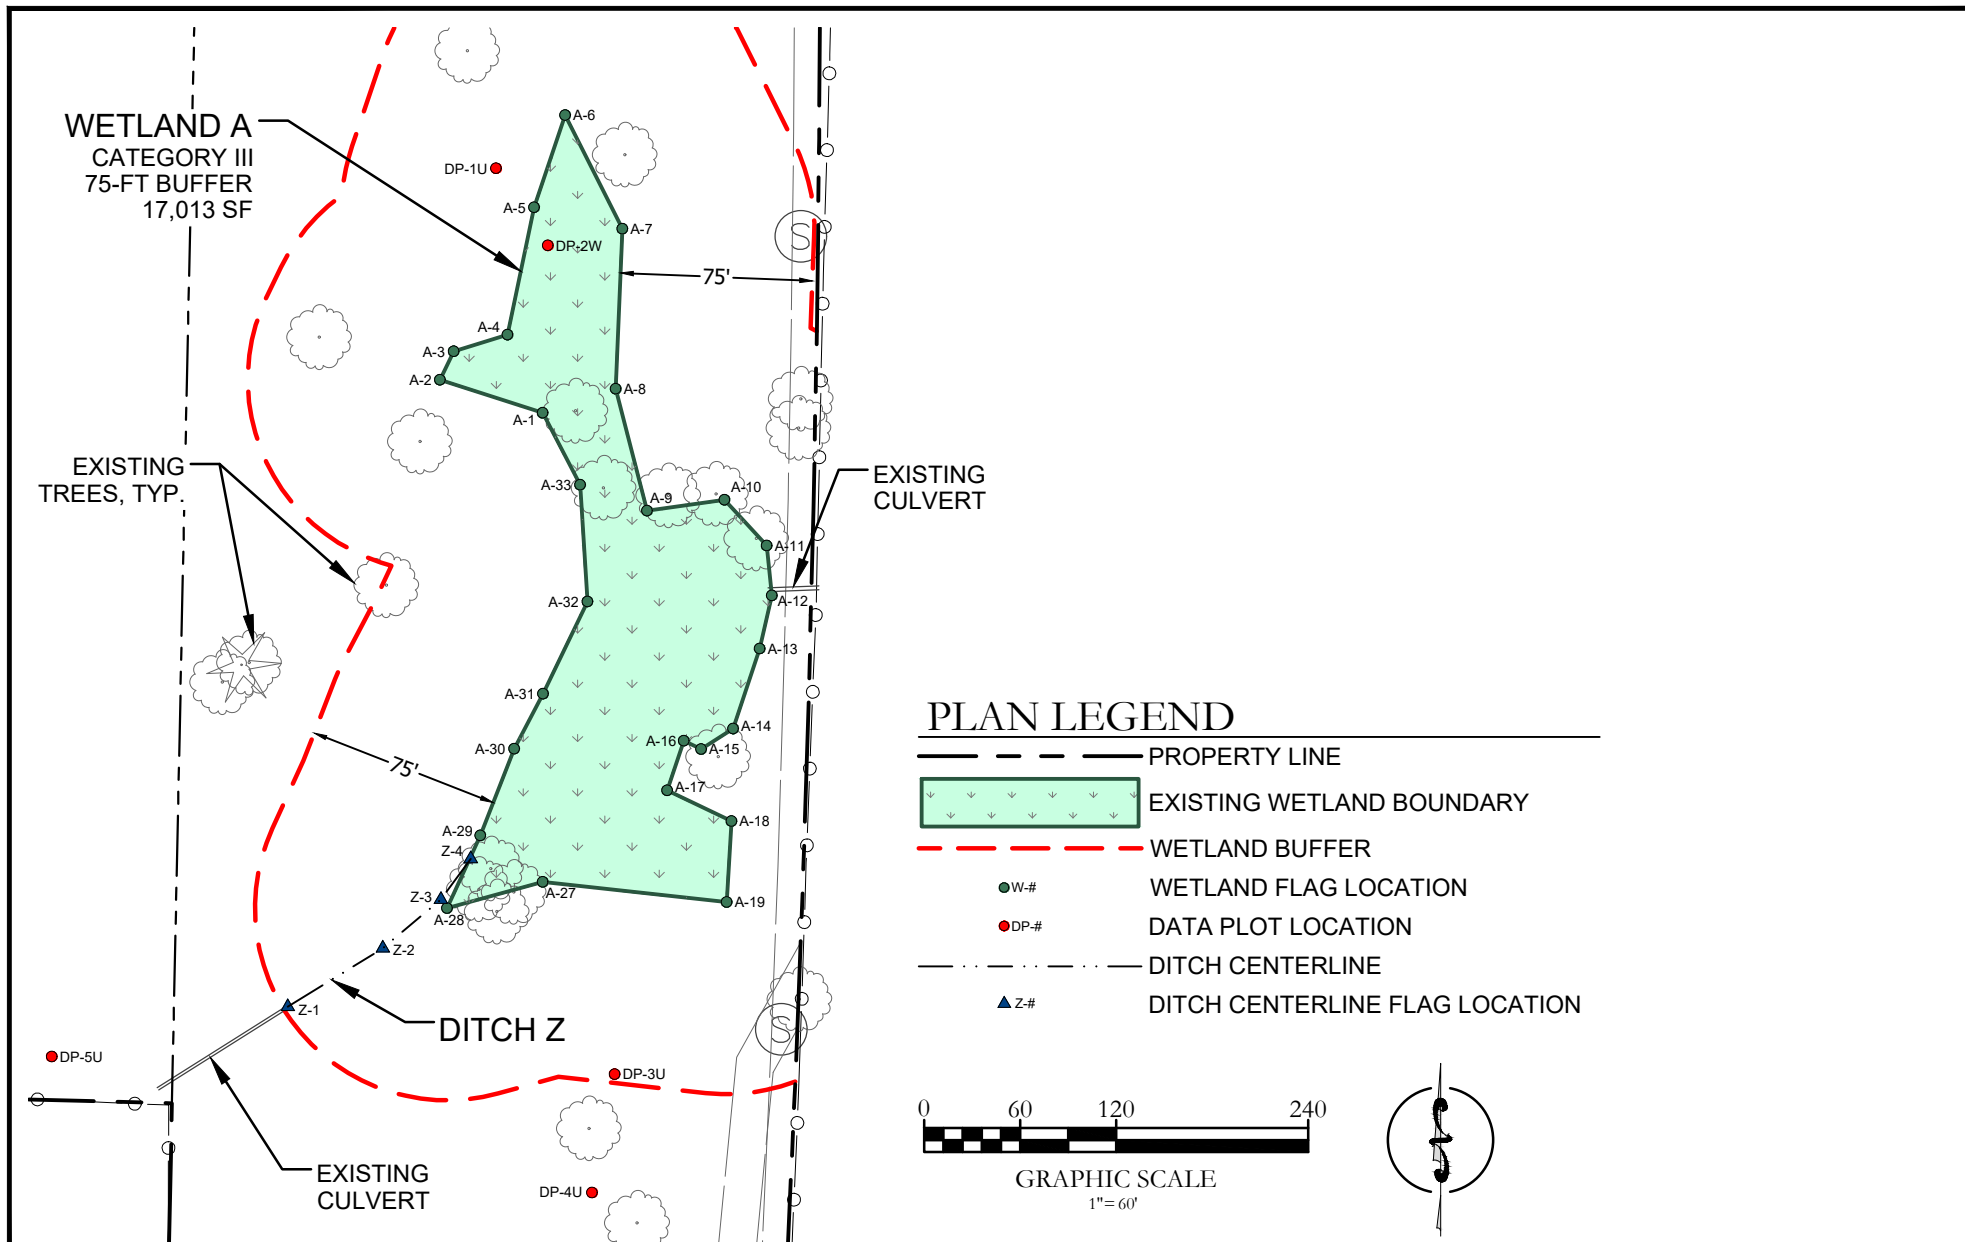 WETLAND A
CATEGORY III
75-FT BUFFER
17,013 SF
A-6
DP-1U
A-5
A-7
S
DP-2W
75'
A-4
A-3
A-2
A-8
A-1
EXISTING
TREES, TYP.
A-33
A-9
A-10
EXISTING
CULVERT
A-11
A-32
A-12
A-13
A-31
A-14
A-30
A-16
A-15
75'
A-17
A-29
A-18
Z-4
Z-3
A-28
A-27
A-19
Z-2
Z-1
DITCH Z
S
DP-5U
DP-3U
EXISTING
CULVERT
DP-4U
PLAN LEGEND
PROPERTY LINE
EXISTING WETLAND BOUNDARY
WETLAND BUFFER
W-# WETLAND FLAG LOCATION
DP-# DATA PLOT LOCATION
DITCH CENTERLINE
Z-# DITCH CENTERLINE FLAG LOCATION
0 60 120 240
GRAPHIC SCALE
1"=60'